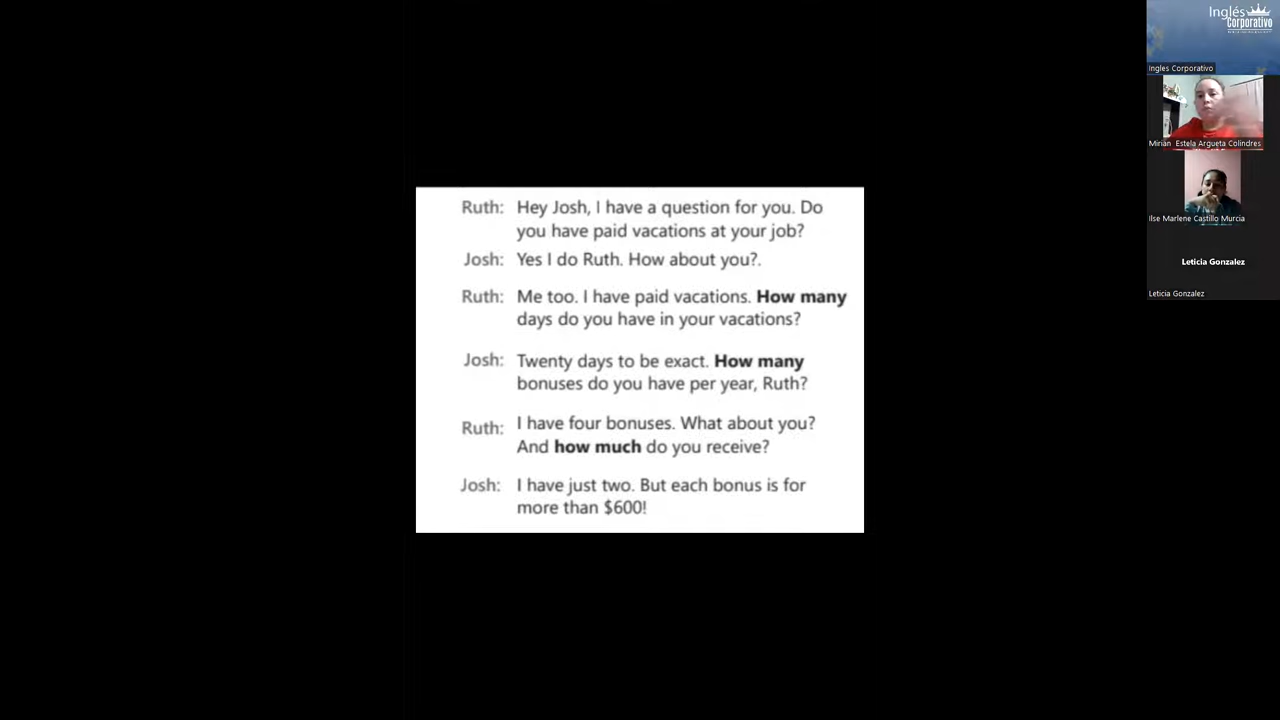 Ruth: Hey Josh, I have a question for you. Do
you have paid vacations at your job?
Josh: Yes I do Ruth. How about you?.
Ruth: Me too. I have paid vacations. How many
days do you have in your vacations?
Josh: Twenty days to be exact. How many
bonuses do you have per year, Ruth?
Ruth: I have four bonuses. What about you?
And how much do you receive?
Josh: I have just two. But each bonus is for
more than $600!
Inglés
Corporativo
Ingles Corporativo
Mirian Estela Argueta Colindres
Ilse Marlene Castillo Murcia
Leticia Gonzalez
Leticia Gonzalez